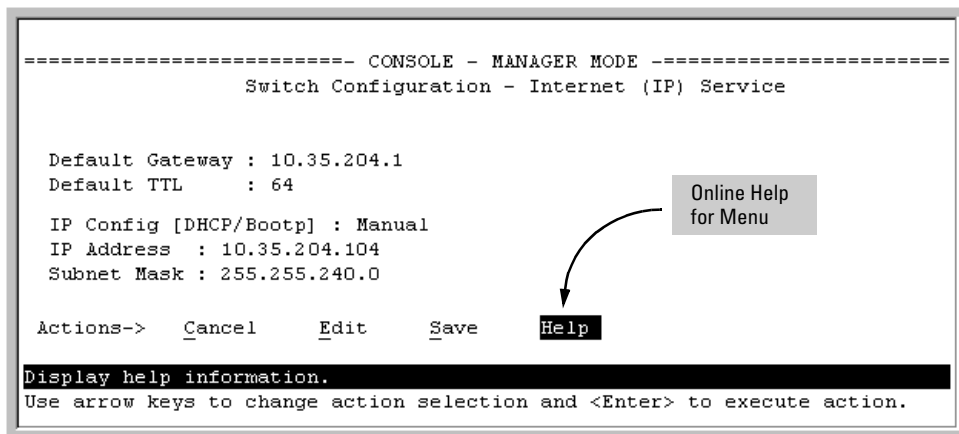 ==========================- CONSOLE - MANAGER MODE -========================
Switch Configuration - Internet (IP) Service
Default Gateway : 10.35.204.1
Default TTL : 64
Online Help
for Menu
IP Config [DHCP/Bootp] : Manual
IP Address : 10.35.204.104
Subnet Mask : 255.255.240.0
Actions-> Cancel Edit Save Help
Display help information.
Use arrow keys to change action selection and <Enter> to execute action.